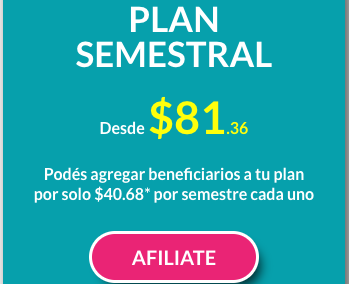 PLAN
SEMESTRAL
Desde $81.36
Podés agregar beneficiarios a tu plan
por solo $40.68* por semestre cada uno
AFILIATE